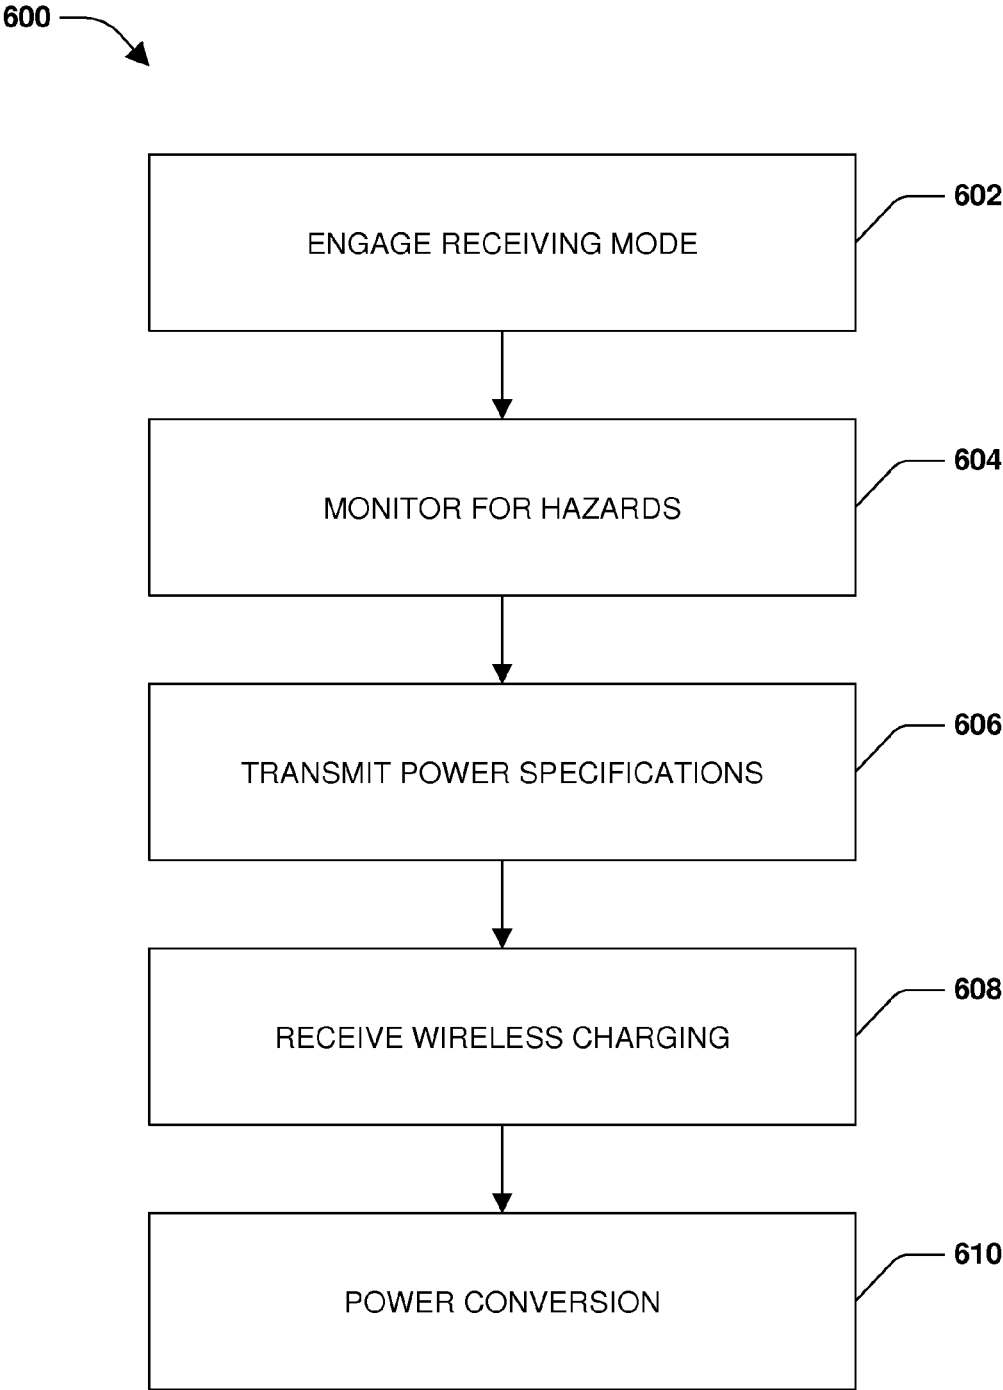 600
ENGAGE RECEIVING MODE
602
MONITOR FOR HAZARDS
604
TRANSMIT POWER SPECIFICATIONS
606
RECEIVE WIRELESS CHARGING
608
POWER CONVERSION
610